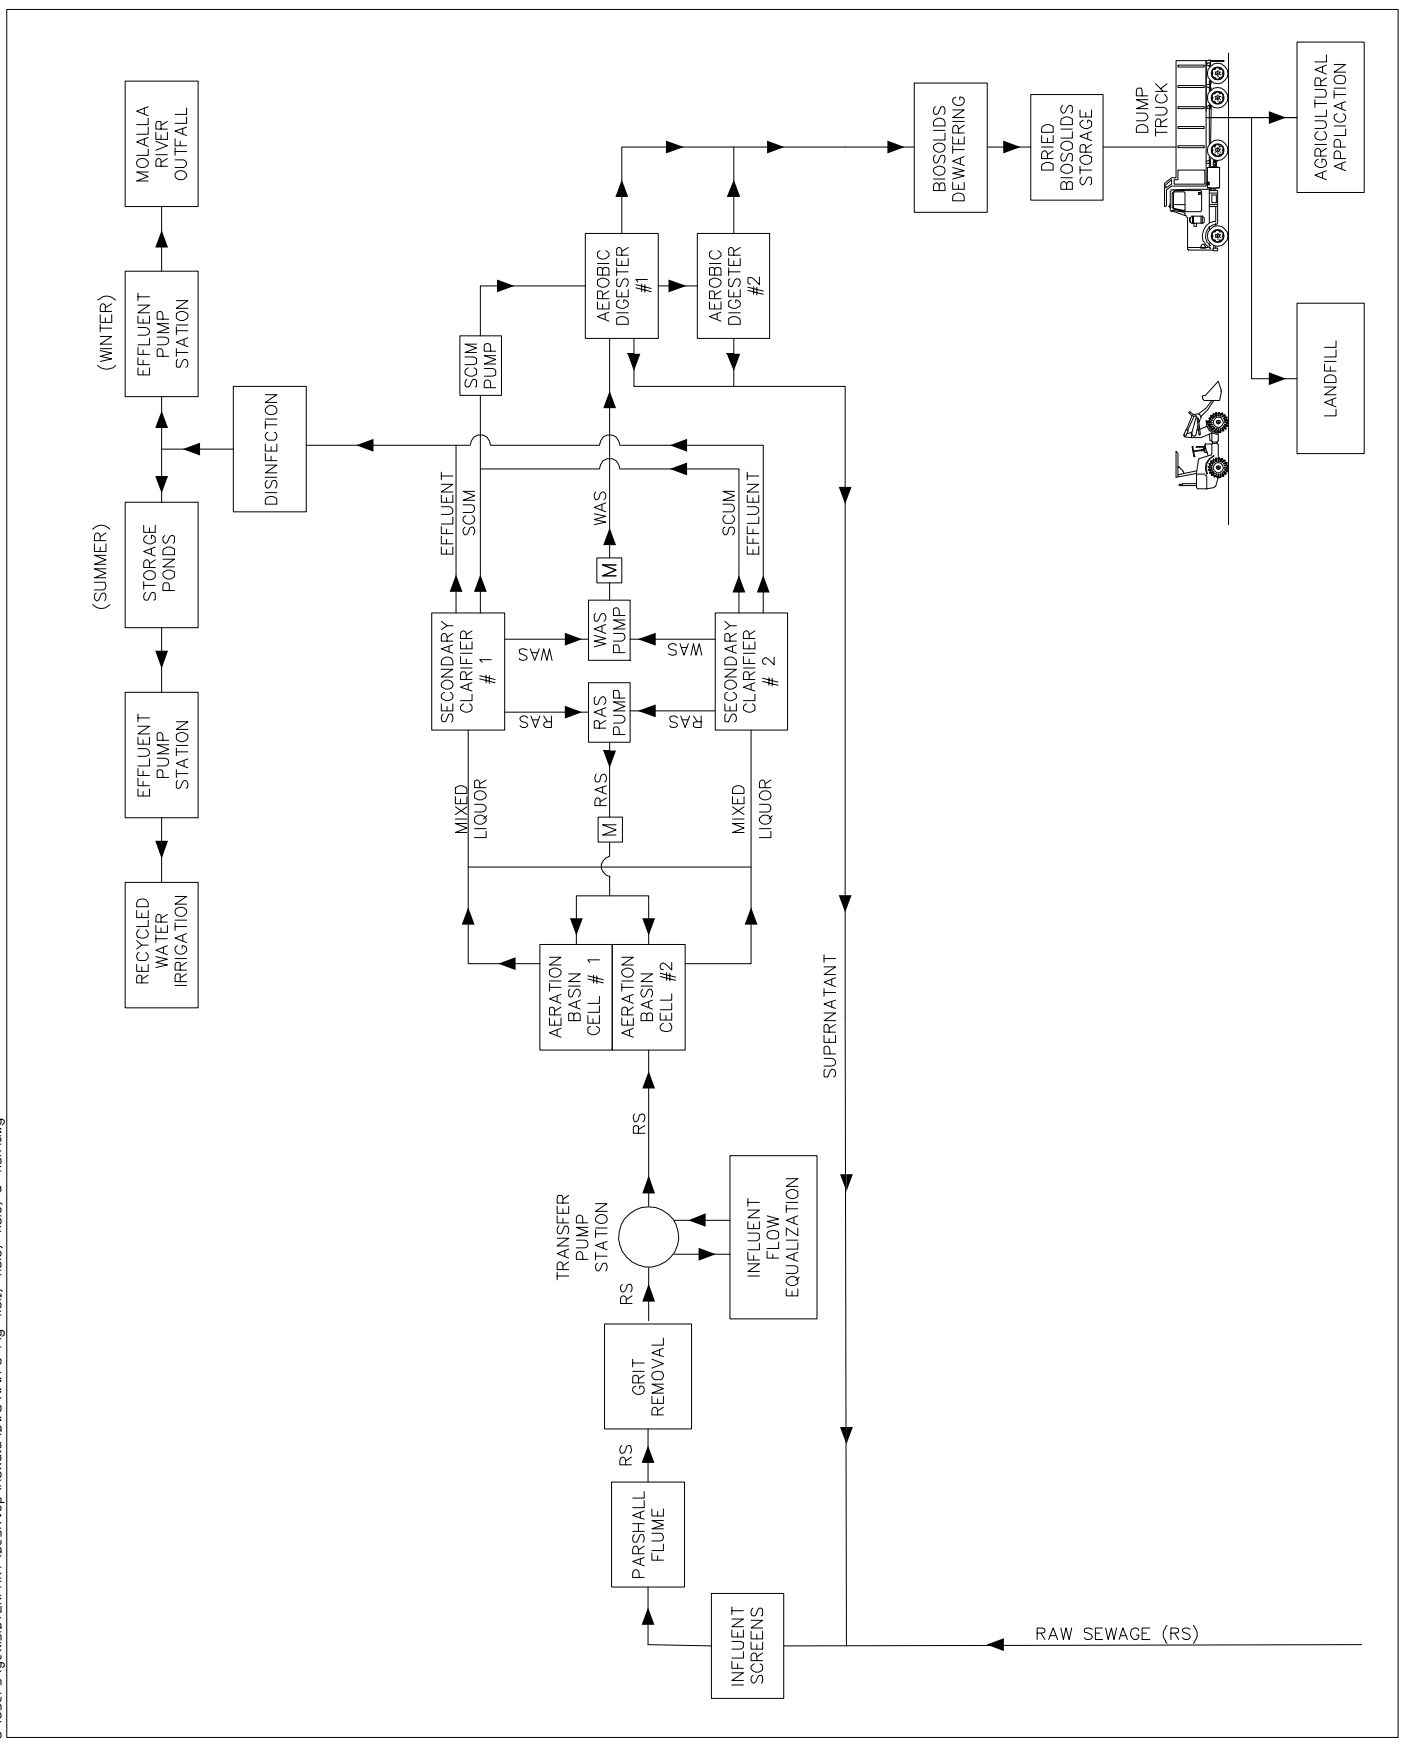 RAW SEWAGE (RS)
INFLUENT
SCREENS
PARSHALL
FLUME
RS
GRIT
REMOVAL
RS
TRANSFER
PUMP
STATION
INFLUENT
FLOW
EQUALIZATION
RS
AERATION
BASIN
CELL # 1
AERATION
BASIN
CELL #2
MIXED
LIQUOR
MIXED
LIQUOR
M
RAS
RAS
PUMP
RAS
RAS
SECONDARY
CLARIFIER
# 1
SECONDARY
CLARIFIER
# 2
WAS
WAS
WAS
PUMP
M
WAS
EFFLUENT
SCUM
SCUM
EFFLUENT
SCUM
PUMP
AEROBIC
DIGESTER
#1
AEROBIC
DIGESTER
#2
SUPERNATANT
DISINFECTION
(SUMMER)
STORAGE
PONDS
EFFLUENT
PUMP
STATION
RECYCLED
WATER
IRRIGATION
(WINTER)
EFFLUENT
PUMP
STATION
MOLALLA
RIVER
OUTFALL
BIOSOLIDS
DEWATERING
DRIED
BIOSOLIDS
STORAGE
DUMP
TRUCK
LANDFILL
AGRICULTURAL
APPLICATION